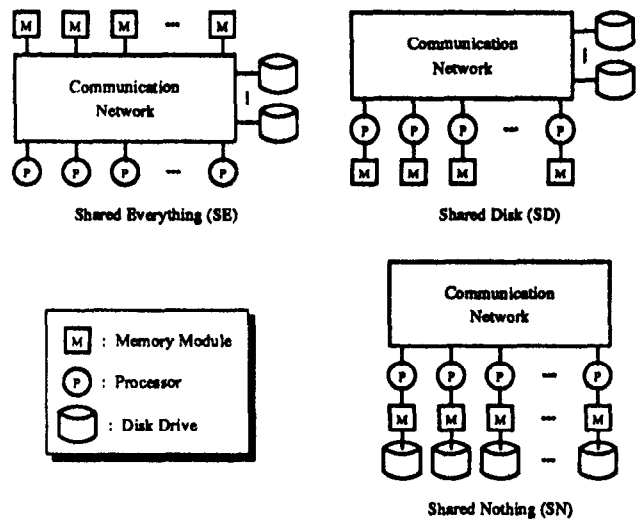 M M M --- M
Communication
Network
P P P --- P
Shared Everything (SE)
Communication
Network
P P P --- P
M M M M
Shared Disk (SD)
M : Memory Module
P : Processor
: Disk Drive
Communication
Network
P P P --- P
M M M --- M
---
Shared Nothing (SN)